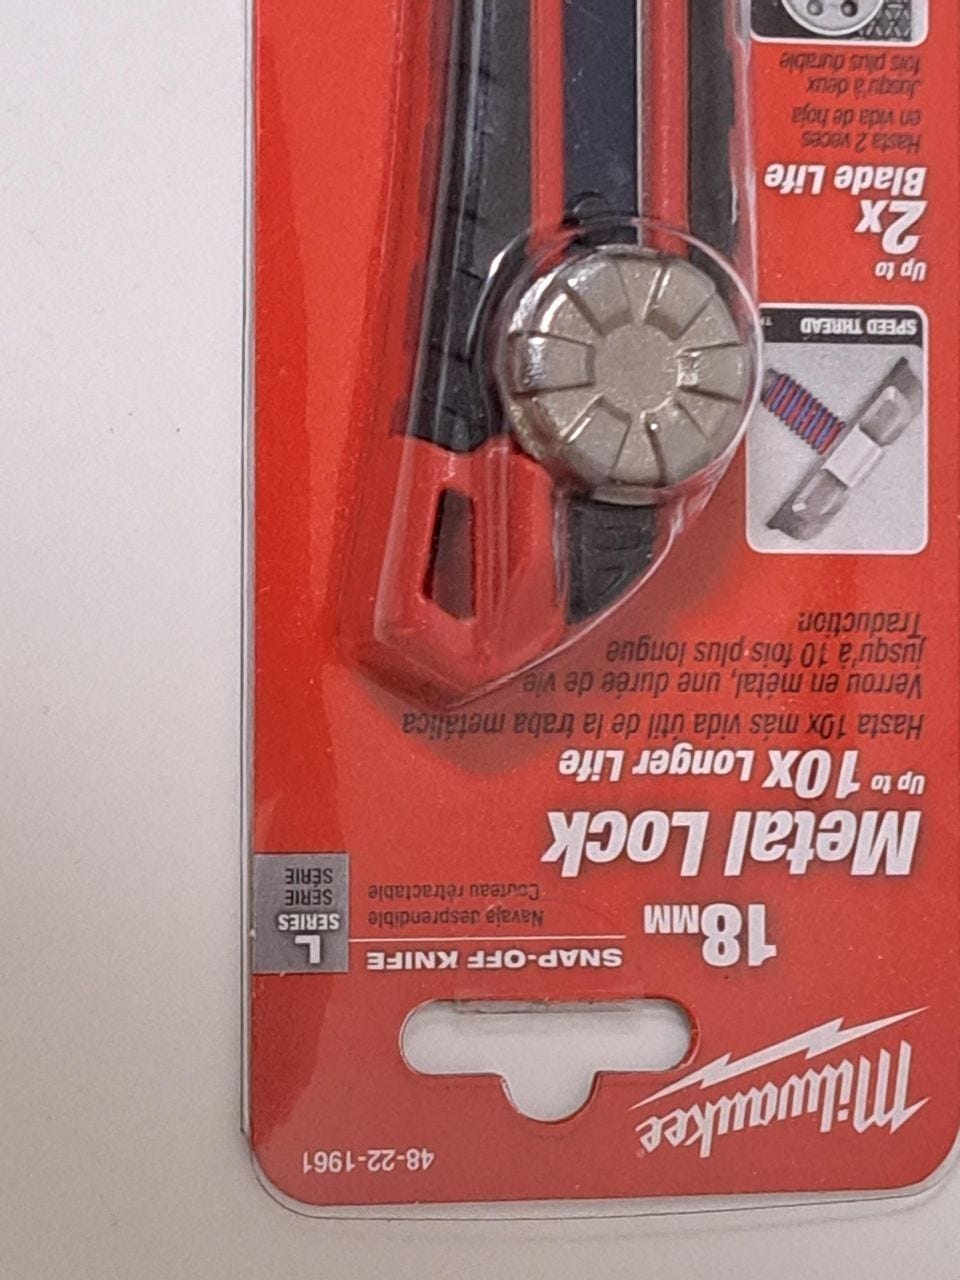 48-22-1961
Milwaukee
18MM
SNAP-OFF KNIFE
Navaja desprendible
Couteau rétractable
L
SERIES
SERIE
SÉRIE
Metal Lock
Up to 10X Longer Life
Hasta 10x más vida útil de la traba metálica
Verrou en métal, une durée de vie
jusqu'à 10 fois plus longue
Traduction
SPEED THREAD
Up to
2x
Blade Life
Hasta 2 veces
en vida de hoja
Jusqu'à deux
fois plus durable